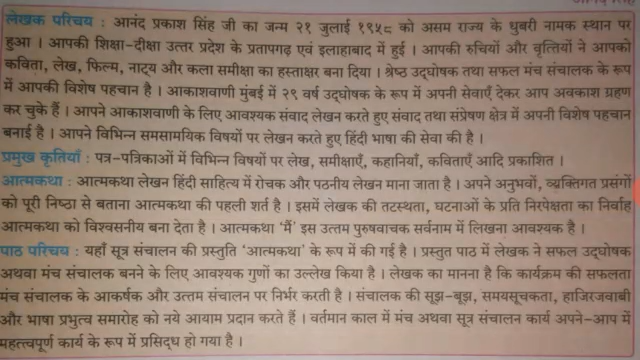 लेखक परिचय : आनंद प्रकाश सिंह जी का जन्म २१ जुलाई १९५८ को असम राज्य के धुबरी नामक स्थान पर
हुआ । आपकी शिक्षा-दीक्षा उत्तर प्रदेश के प्रतापगढ़ एवं इलाहाबाद में हुई । आपकी रुचियों और वृत्तियों ने आपको
कविता, लेख, फिल्म, नाट्य और कला समीक्षा का हस्ताक्षर बना दिया । श्रेष्ठ उद्घोषक तथा सफल मंच संचालक के रूप
में आपकी विशेष पहचान है । आकाशवाणी मुंबई में २९ वर्ष उद्घोषक के रूप में अपनी सेवाएँ देकर आप अवकाश ग्रहण
कर चुके हैं । आपने आकाशवाणी के लिए आवश्यक संवाद लेखन करते हुए संवाद तथा संप्रेषण क्षेत्र में अपनी विशेष पहचान
बनाई है । आपने विभिन्न समसामयिक विषयों पर लेखन करते हुए हिंदी भाषा की सेवा की है ।
प्रमुख कृतियाँ : पत्र-पत्रिकाओं में विभिन्न विषयों पर लेख, समीक्षाएँ, कहानियाँ, कविताएँ आदि प्रकाशित ।
आत्मकथा : आत्मकथा लेखन हिंदी साहित्य में रोचक और पठनीय लेखन माना जाता है । अपने अनुभवों, व्यक्तिगत प्रसंगों
को पूरी निष्ठा से बताना आत्मकथा की पहली शर्त है । इसमें लेखक की तटस्थता, घटनाओं के प्रति निरपेक्षता का निर्वाह
आत्मकथा को विश्वसनीय बना देता है । आत्मकथा 'मैं' इस उत्तम पुरुषवाचक सर्वनाम में लिखना आवश्यक है ।
पाठ परिचय : यहाँ सूत्र संचालन की प्रस्तुति 'आत्मकथा' के रूप में की गई है । प्रस्तुत पाठ में लेखक ने सफल उद्घोषक
अथवा मंच संचालक बनने के लिए आवश्यक गुणों का उल्लेख किया है । लेखक का मानना है कि कार्यक्रम की सफलता
मंच संचालक के आकर्षक और उत्तम संचालन पर निर्भर करती है । संचालक की सूझ-बूझ, समयसूचकता, हाजिरजवाबी
और भाषा प्रभुत्व समारोह को नये आयाम प्रदान करते हैं । वर्तमान काल में मंच अथवा सूत्र संचालन कार्य अपने-आप में
महत्त्वपूर्ण कार्य के रूप में प्रसिद्ध हो गया है ।